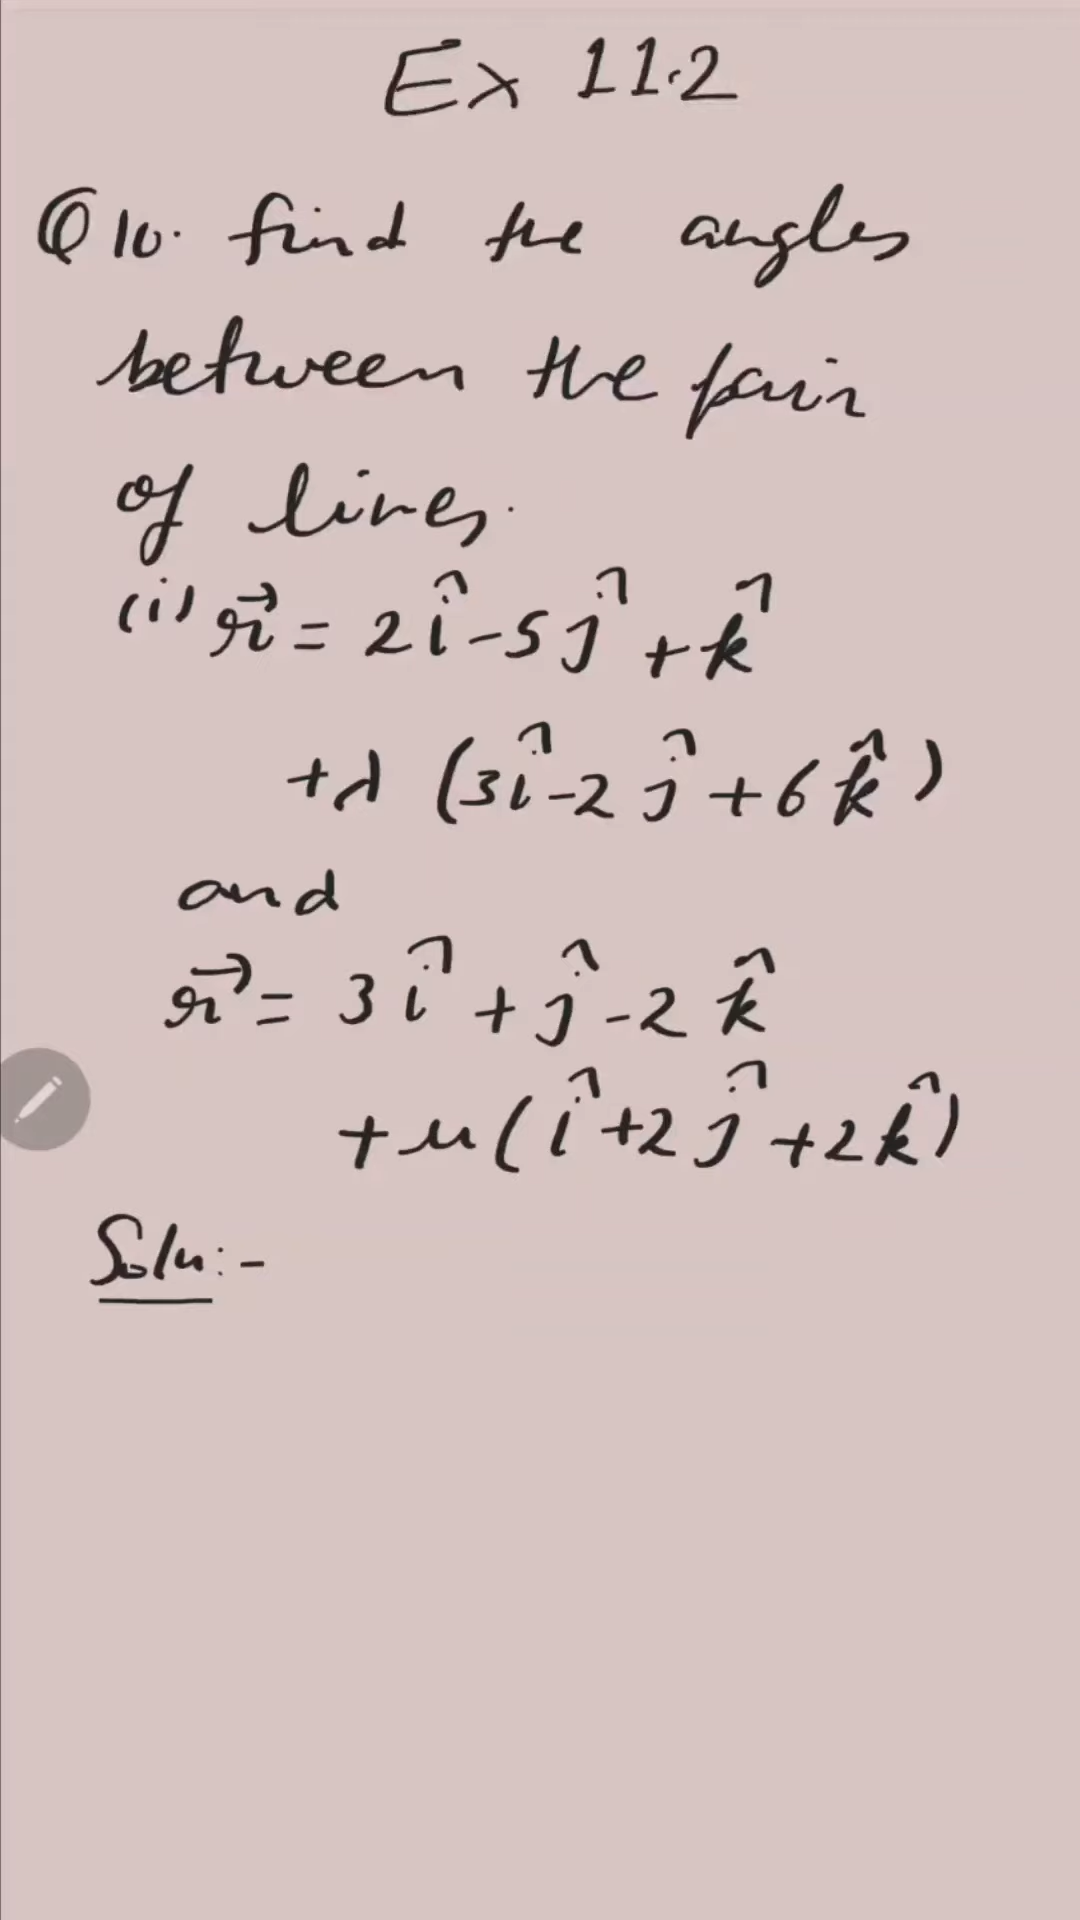 Ex 11.2
Q10. find the angles
between the pair
of lines.
(i) r⃗ = 2î - 5ĵ + k̂
+λ (3î - 2ĵ + 6k̂)
and
r⃗ = 3î + ĵ - 2k̂
+μ(î + 2ĵ + 2k̂)
Soln:-